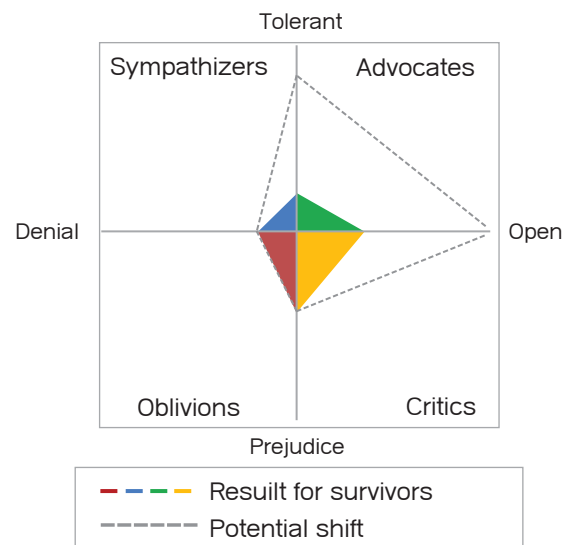 Tolerant
Sympathizers Advocates
Denial Open
Oblivions Critics
Prejudice
Resuilt for survivors
Potential shift